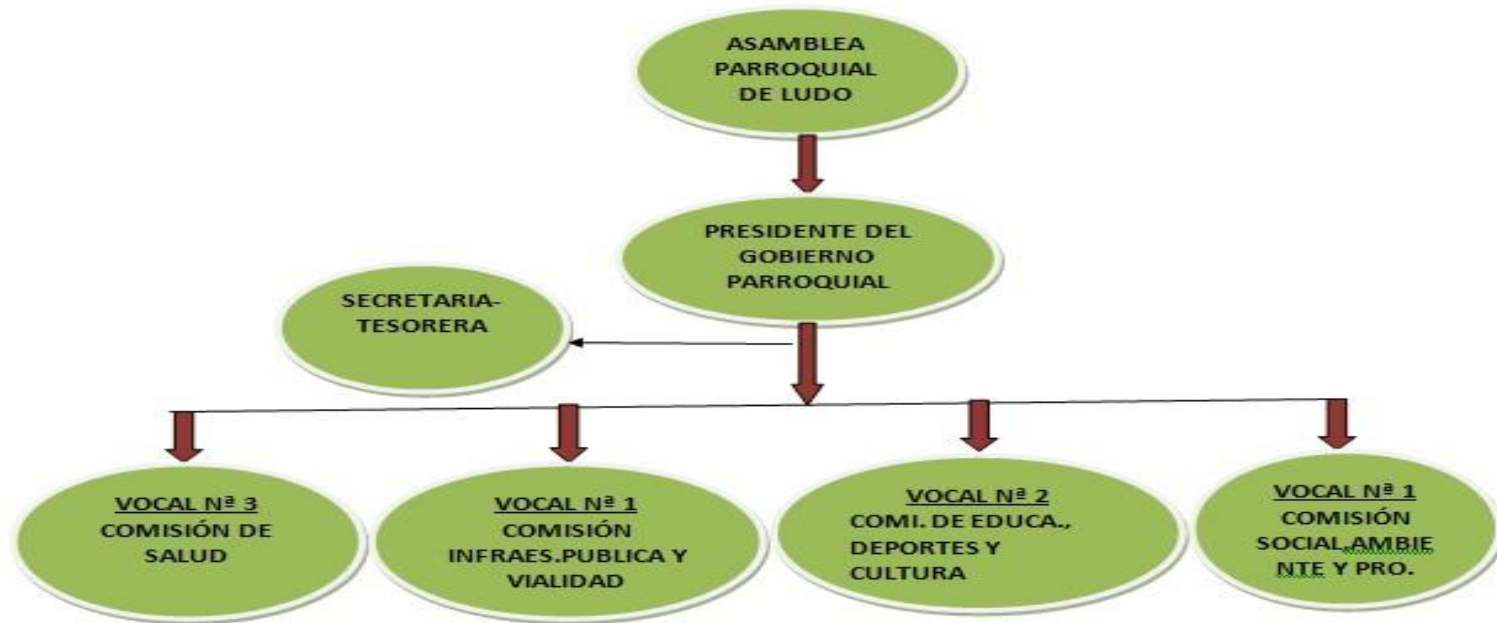 ASAMBLEA
PARROQUIAL
DE LUDO
PRESIDENTE DEL
GOBIERNO
PARROQUIAL
SECRETARIA-
TESORERA
VOCAL Nª 3
COMISIÓN DE
SALUD
VOCAL Nª 1
COMISIÓN
INFRAES.PUBLICA Y
VIALIDAD
VOCAL Nª 2
COMI. DE EDUCA.,
DEPORTES Y
CULTURA
VOCAL Nª 1
COMISIÓN
SOCIAL,AMBIE
NTE Y PRO.